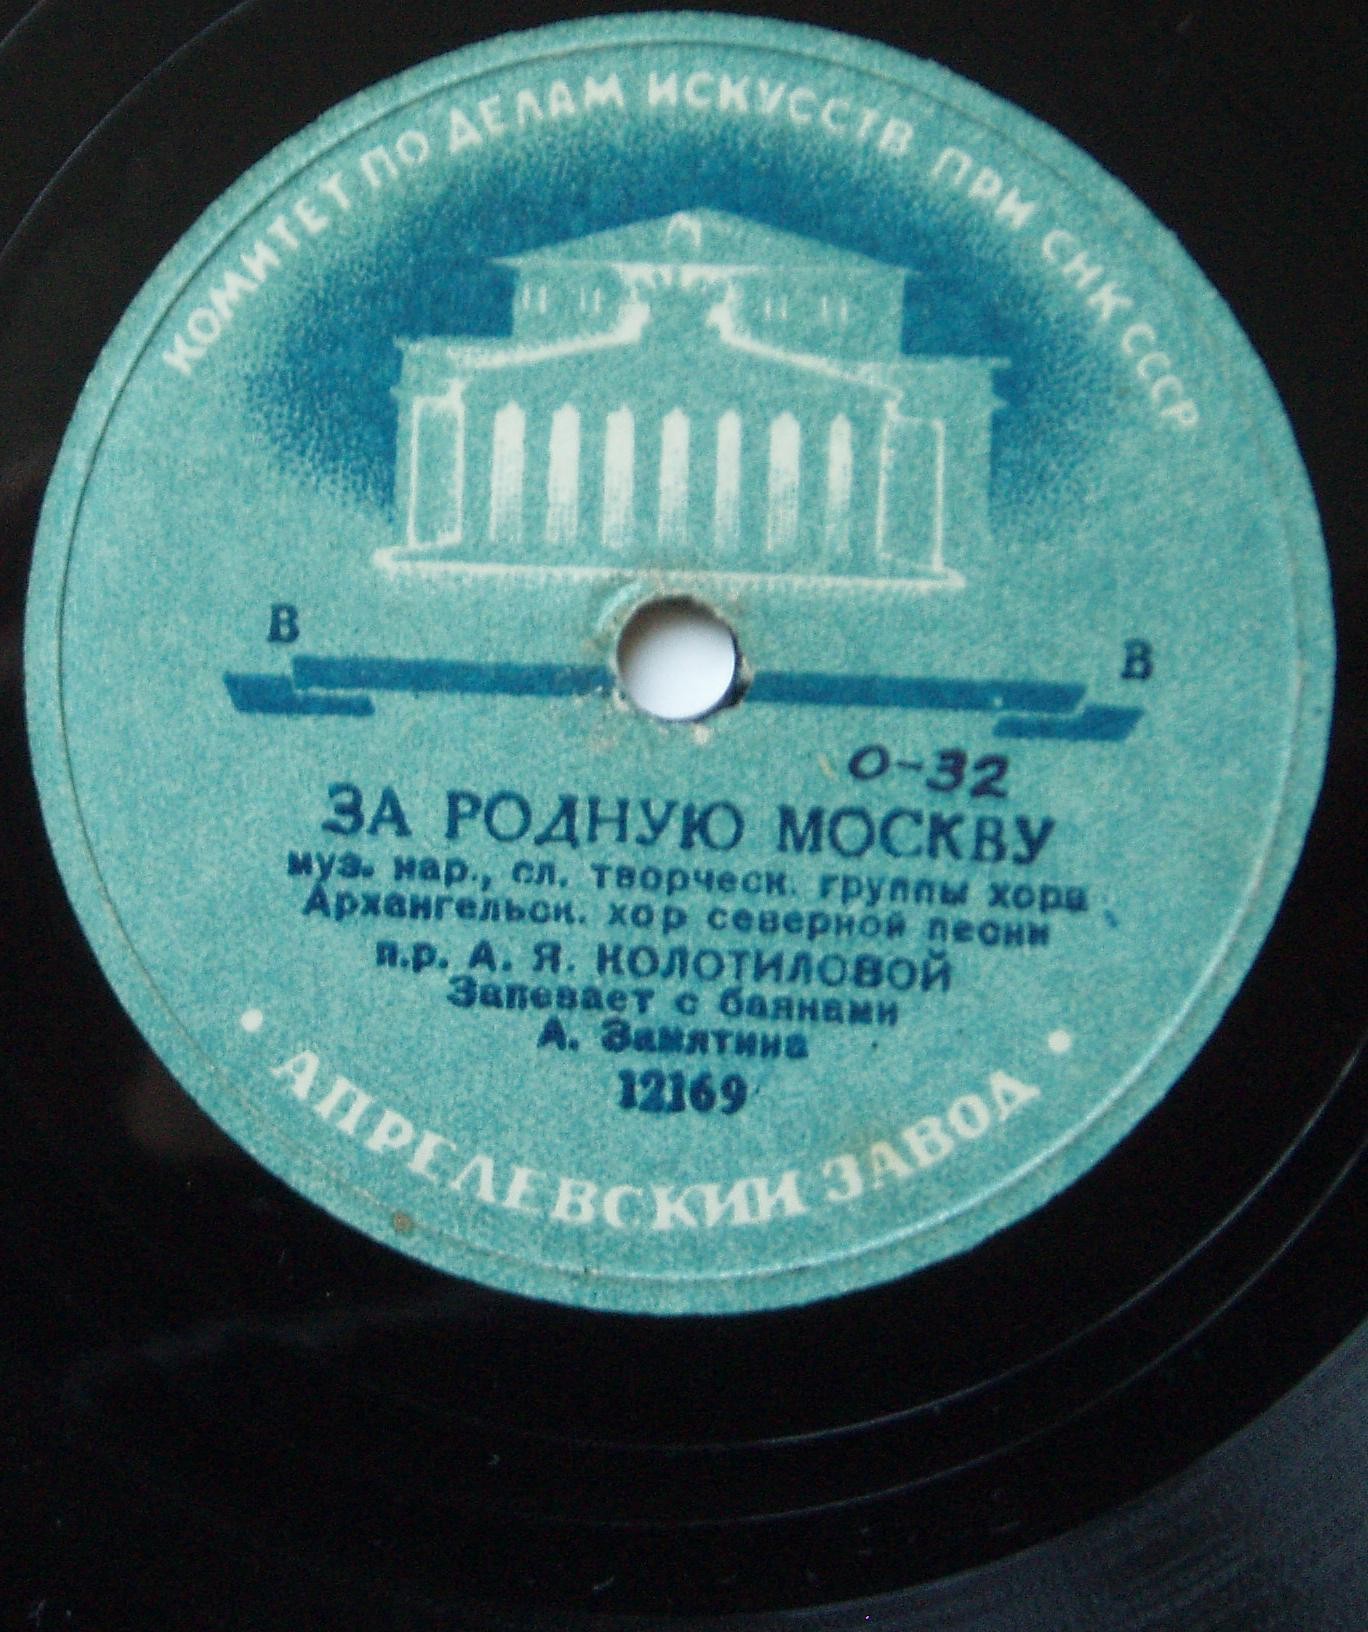 КОМИТЕТ ПО ДЕЛАМ ИСКУССТВ ПРИ СНК СССР
В В
О-32
ЗА РОДНУЮ МОСКВУ
муз. нар., сл. творческ. группы хора
Архангельск. хор северной песни
п.р. А. Я. КОЛОТИЛОВОЙ
Запевает с баянами
А. Замятина
12169
• АПРЕЛЕВСКИЙ ЗАВОД •